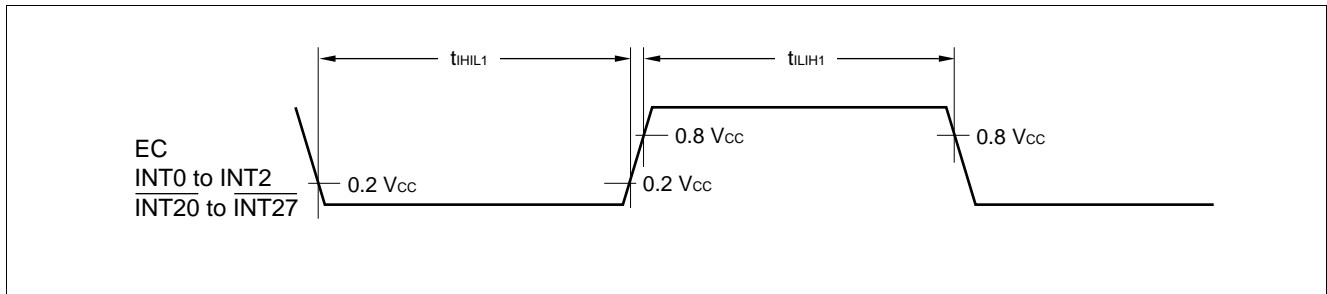 tIHIL1
tILIH1
0.8 VCC
0.8 VCC
EC
INT0 to INT2
INT20 to INT27
0.2 VCC
0.2 VCC